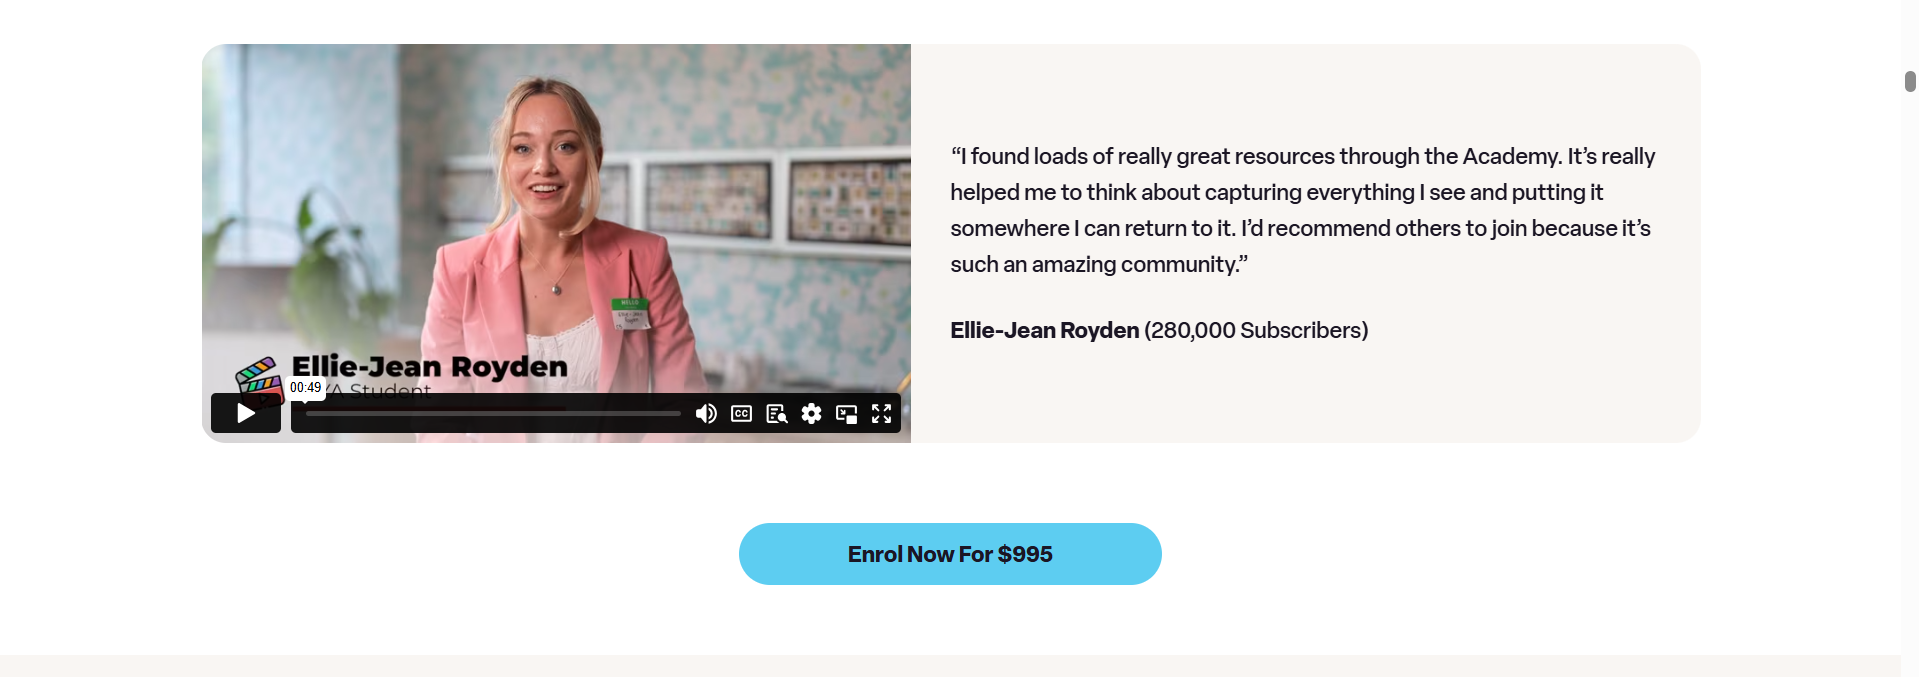 “I found loads of really great resources through the Academy. It’s really
helped me to think about capturing everything I see and putting it
somewhere I can return to it. I’d recommend others to join because it’s
such an amazing community.”
Ellie-Jean Royden (280,000 Subscribers)
HELLO
Ellie-Jean Royden
Student
00:49
CC
Enrol Now For $995